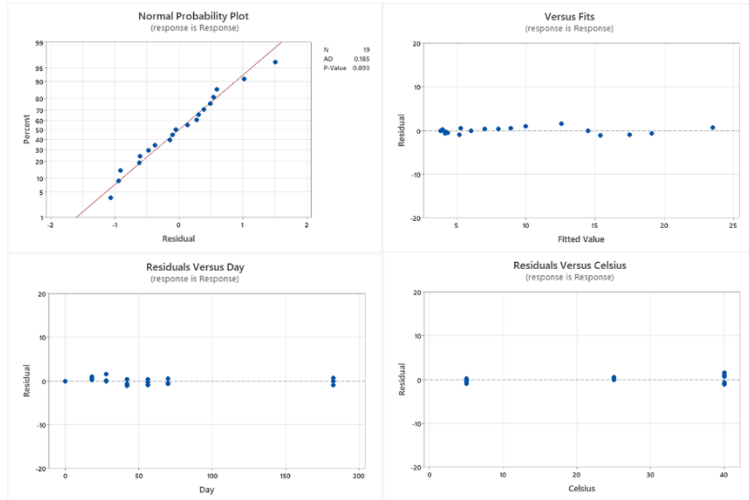 Normal Probability Plot
(response is Response)
99
95
90
80
70
60
50
40
30
20
10
5
1
Percent
-2 -1 0 1 2
Residual
N 19
AD 0.185
P-Value 0.893
Versus Fits
(response is Response)
20
10
0
-10
-20
Residual
5 10 15 20 25
Fitted Value
Residuals Versus Day
(response is Response)
20
10
0
-10
-20
Residual
0 50 100 150 200
Day
Residuals Versus Celsius
(response is Response)
20
10
0
-10
-20
Residual
0 10 20 30 40
Celsius